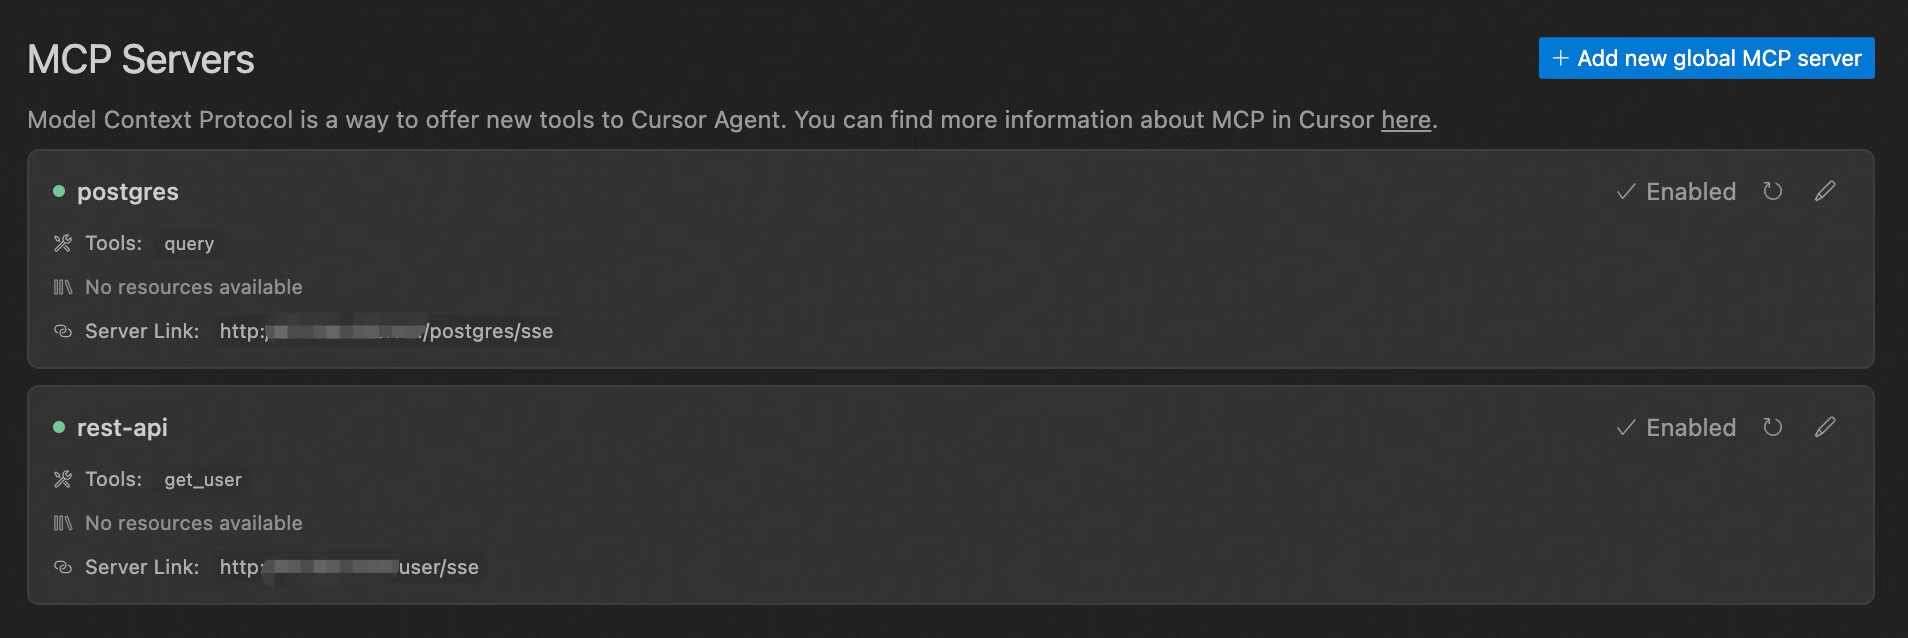 MCP Servers
+ Add new global MCP server
Model Context Protocol is a way to offer new tools to Cursor Agent. You can find more information about MCP in Cursor here.
postgres
Enabled
Tools: query
No resources available
Server Link: http: /postgres/sse
rest-api
Enabled
Tools: get_user
No resources available
Server Link: http: user/sse